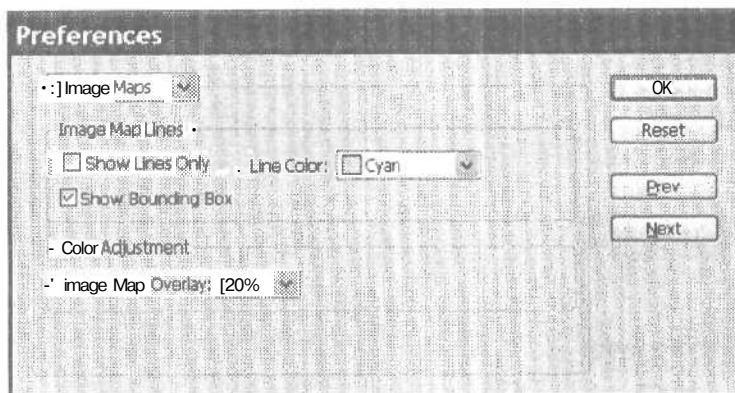 Preferences
•:] Image Maps
OK
Image Map Lines •
Reset
Show Lines Only . Line Color: Cyan
Show Bounding Box
Prev
Next
- Color Adjustment
-' image Map Overlay: [20%